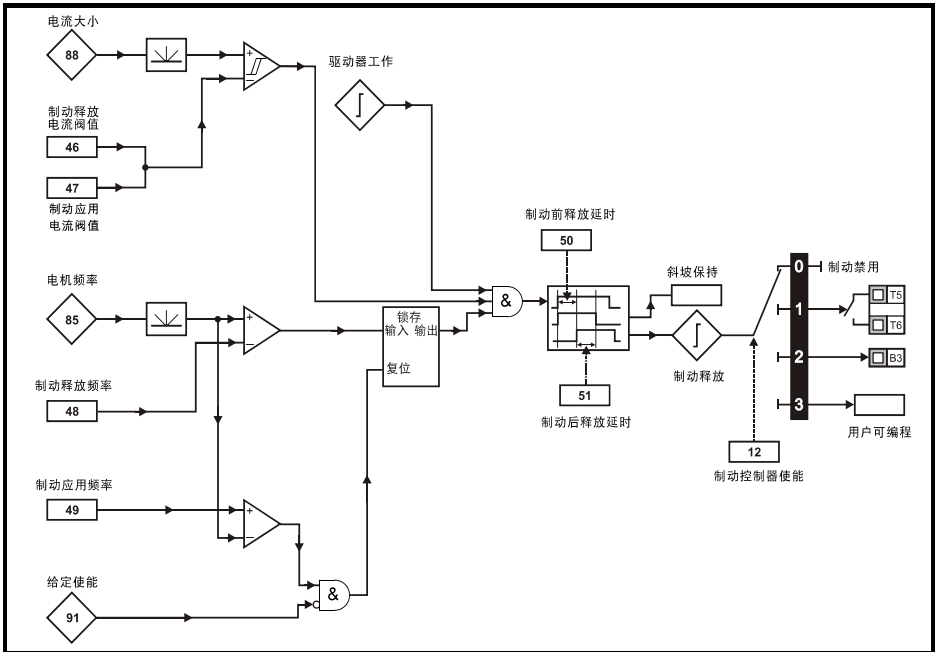 电流大小
88
驱动器工作
制动释放
电流阀值
46
47
制动应用
电流阀值
制动前释放延时
50
斜坡保持
0
制动禁用
电机频率
85
锁存
输入 输出
复位
&
1
T5
T6
制动释放
2
B3
制动释放频率
48
51
制动后释放延时
3
用户可编程
12
制动控制器使能
制动应用频率
49
给定使能
91
&
+
−
+
−
+
−